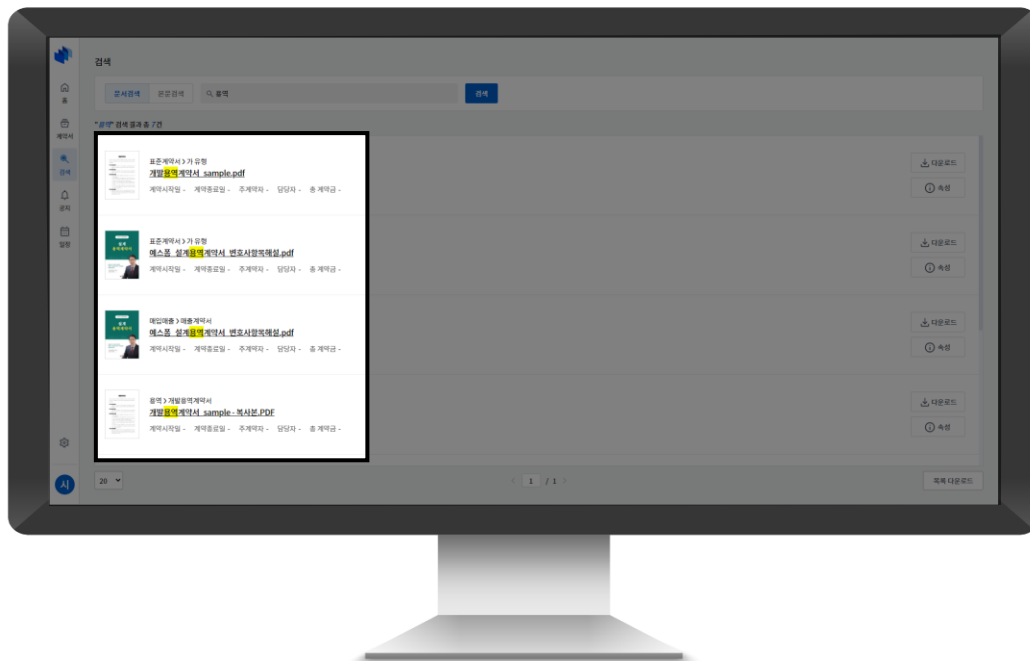 검색
홈
계약서
검색
일정
문서검색
본문검색
용역
검색
"용역" 검색 결과 총 7건
표준계약서 > 가 유형
개발용역계약서_sample.pdf
계약시작일 - 계약종료일 - 주계약자 - 담당자 - 총 계약금 -
다운로드
속성
표준계약서 > 가 유형
예스폼_설계용역계약서_변호사항목해설.pdf
계약시작일 - 계약종료일 - 주계약자 - 담당자 - 총 계약금 -
다운로드
속성
매입매출 > 매출계약서
예스폼_설계용역계약서_변호사항목해설.pdf
계약시작일 - 계약종료일 - 주계약자 - 담당자 - 총 계약금 -
다운로드
속성
용역 > 개발용역계약서
개발용역계약서_sample - 복사본.PDF
계약시작일 - 계약종료일 - 주계약자 - 담당자 - 총 계약금 -
다운로드
속성
시
20
1 / 1
목록 다운로드